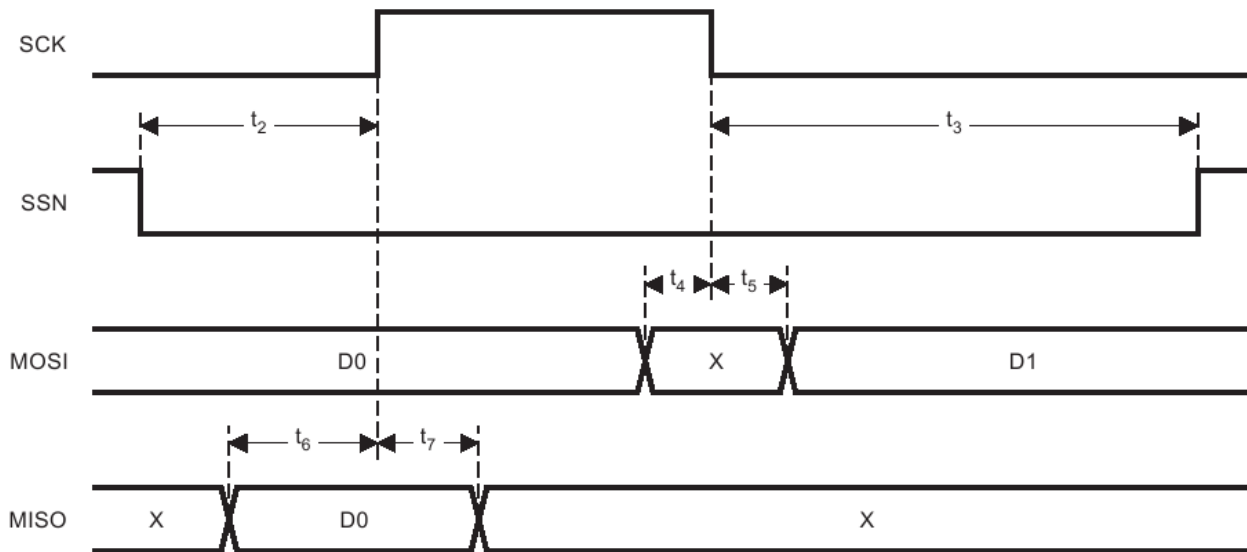 SCK
t₂
t₃
SSN
t₄
t₅
MOSI
D0
X
D1
t₆
t₇
MISO
X
D0
X